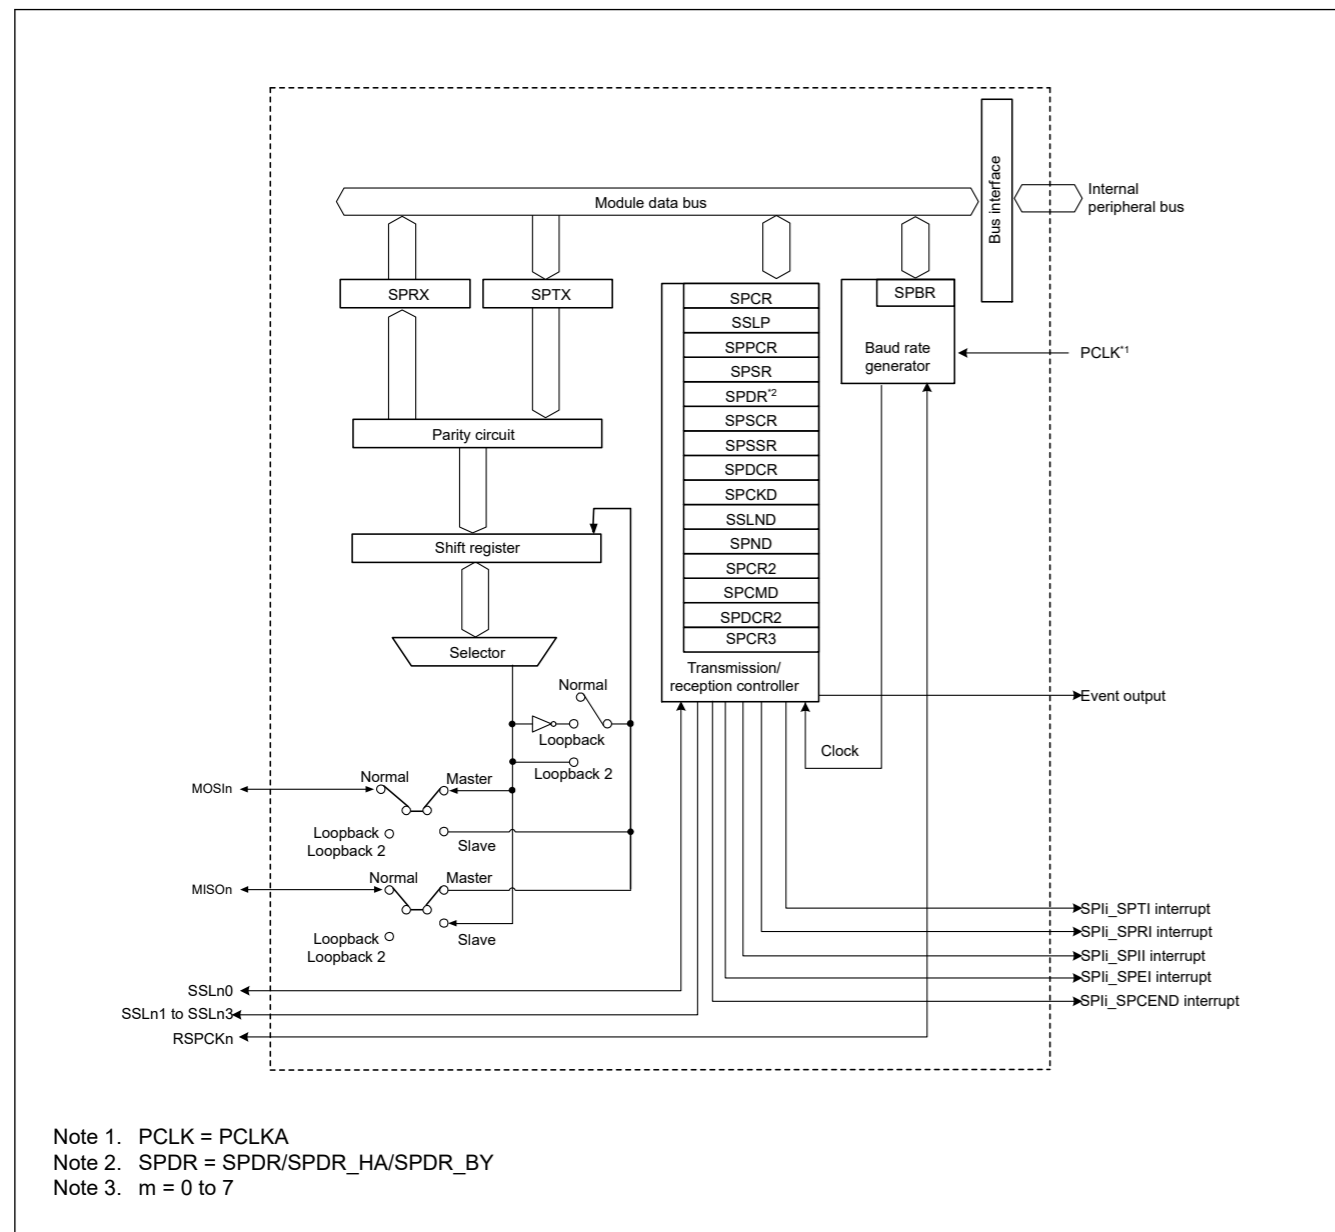 Bus interface
Internal
peripheral bus
Module data bus
SPRX
SPTX
SPCR
SSLP
SPPCR
SPSR
SPDR*2
SPSCR
SPSSR
SPDCR
SPCKD
SSLND
SPND
SPCR2
SPCMD
SPDCR2
SPCR3
Transmission/
reception controller
SPBR
Baud rate
generator
PCLK*1
Parity circuit
Shift register
Selector
Normal
Loopback
Loopback 2
Clock
Event output
MOSIn
Normal
Master
Loopback
Loopback 2
Slave
MISOn
Normal
Master
Loopback
Loopback 2
Slave
SSLn0
SSLn1 to SSLn3
RSPCKn
SPIi_SPTI interrupt
SPIi_SPRI interrupt
SPIi_SPII interrupt
SPIi_SPEI interrupt
SPIi_SPCEND interrupt
Note 1. PCLK = PCLKA
Note 2. SPDR = SPDR/SPDR_HA/SPDR_BY
Note 3. m = 0 to 7